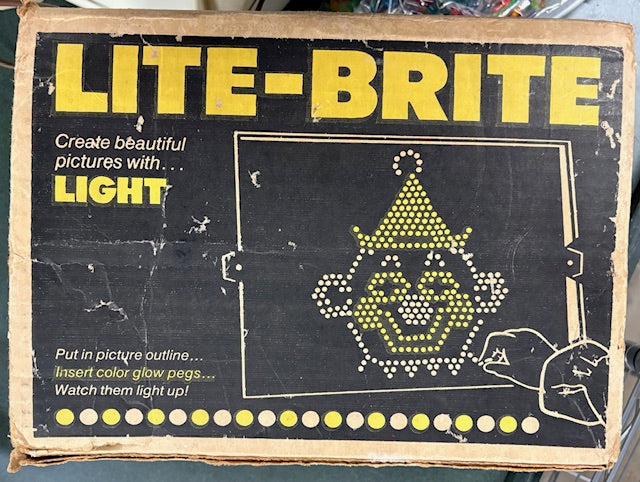 LITE-BRITE
Create beautiful
pictures with...
LIGHT
Put in picture outline...
Insert color glow pegs...
Watch them light up!